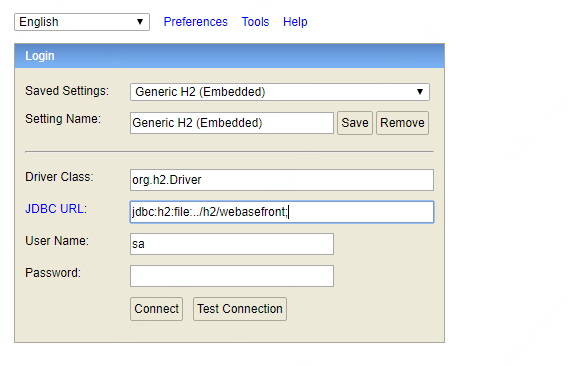 English Preferences Tools Help
Login
Saved Settings: Generic H2 (Embedded)
Setting Name: Generic H2 (Embedded) Save Remove
Driver Class: org.h2.Driver
JDBC URL: jdbc:h2:file:../h2/webasefront;
User Name: sa
Password:
Connect Test Connection